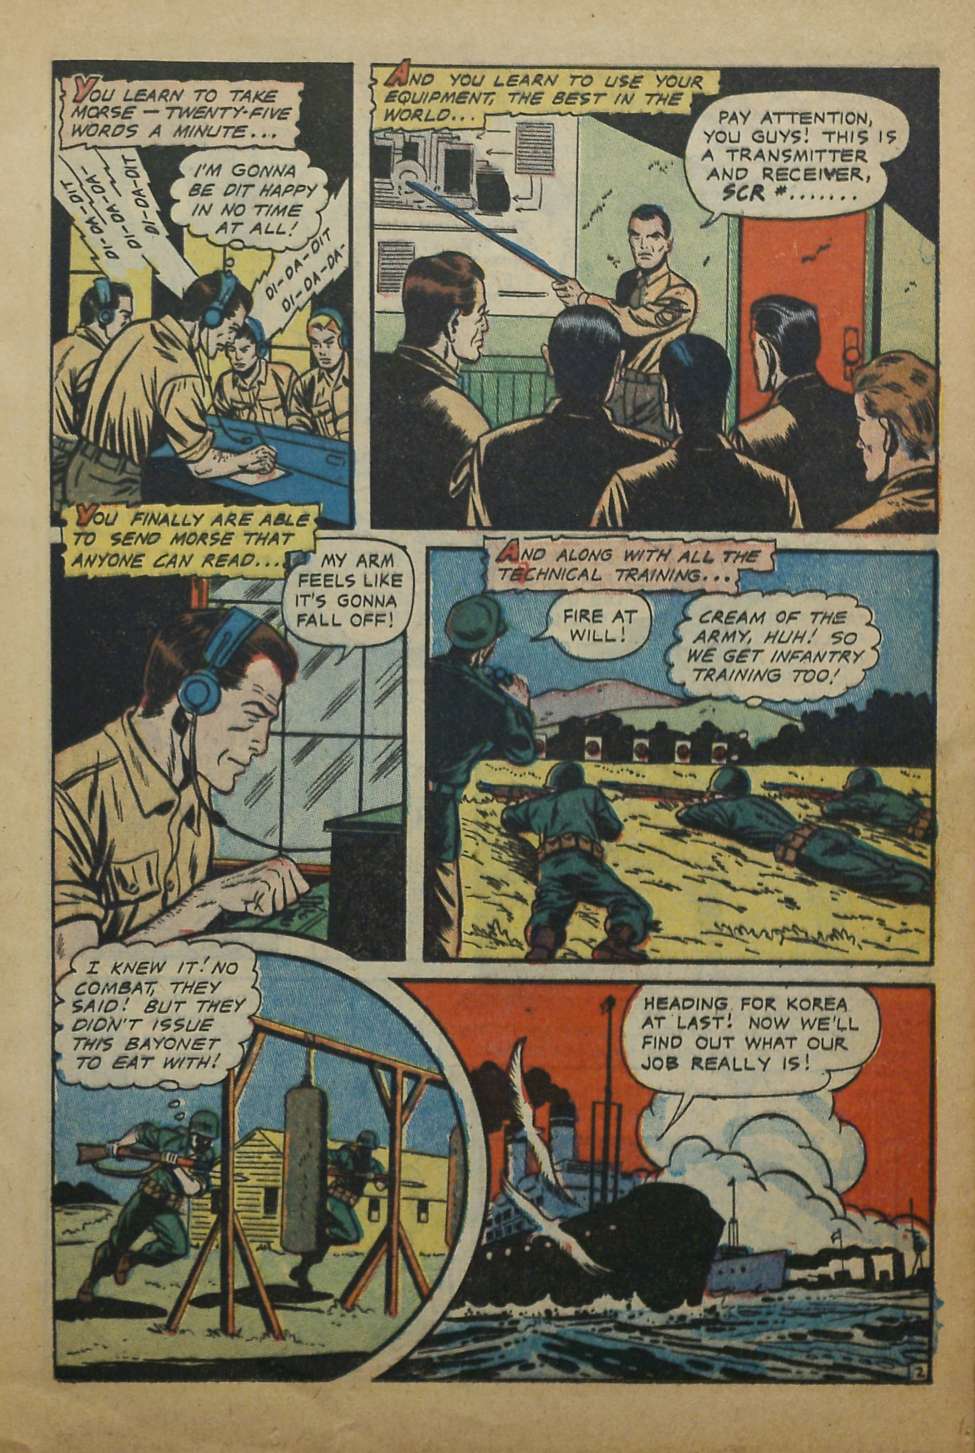 YOU LEARN TO TAKE
MORSE — TWENTY-FIVE
WORDS A MINUTE...
DI-DA-DIT
DI-DA-DA-
DI-DA-DIT
I'M GONNA
BE DIT HAPPY
IN NO TIME
AT ALL!
DI-DA-DIT
DI-DA-DA-
AND YOU LEARN TO USE YOUR
EQUIPMENT, THE BEST IN THE
WORLD...
PAY ATTENTION,
YOU GUYS! THIS IS
A TRANSMITTER
AND RECEIVER,
SCR #.......
YOU FINALLY ARE ABLE
TO SEND MORSE THAT
ANYONE CAN READ...
MY ARM
FEELS LIKE
IT'S GONNA
FALL OFF!
AND ALONG WITH ALL THE
TECHNICAL TRAINING...
FIRE AT
WILL!
CREAM OF THE
ARMY, HUH! SO
WE GET INFANTRY
TRAINING TOO!
I KNEW IT! NO
COMBAT, THEY
SAID! BUT THEY
DIDN'T ISSUE
THIS BAYONET
TO EAT WITH!
HEADING FOR KOREA
AT LAST! NOW WE'LL
FIND OUT WHAT OUR
JOB REALLY IS!
2